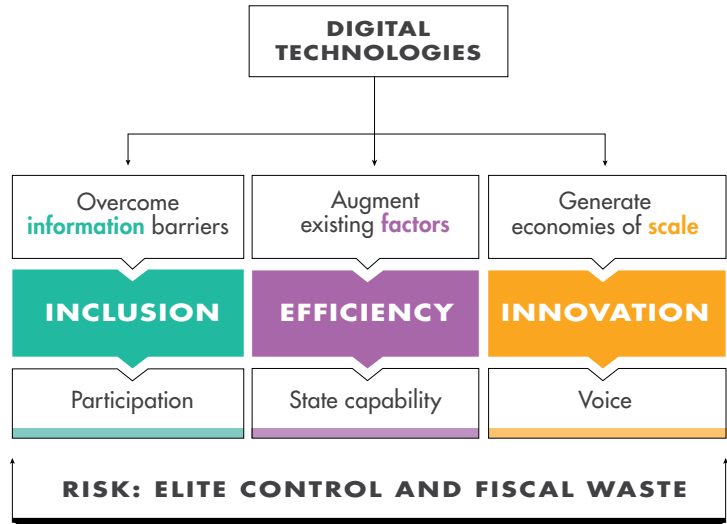 DIGITAL
TECHNOLOGIES
Overcome
information barriers
Augment
existing factors
Generate
economies of scale
INCLUSION
EFFICIENCY
INNOVATION
Participation
State capability
Voice
RISK: ELITE CONTROL AND FISCAL WASTE